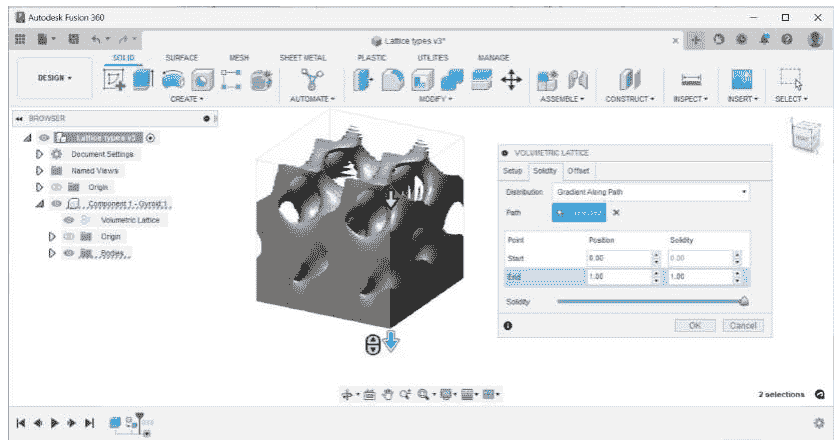 Autodesk Fusion 360
Lattice types v3*
SOLID SURFACE MESH SHEET METAL PLASTIC UTILITIES MANAGE
DESIGN
CREATE AUTOMATE MODIFY ASSEMBLE CONSTRUCT INSPECT INSERT SELECT
BROWSER
Lattice types v3
Document Settings
Named Views
Origin
Component 1 - Gyroid:1
Volumetric Lattice
Origin
Bodies
VOLUMETRIC LATTICE
Setup Solidity Offset
Distribution Gradient Along Path
Path
Point Position Solidity
Start 0.00 0.00
End 1.00 1.00
Solidity
OK Cancel
2 selections